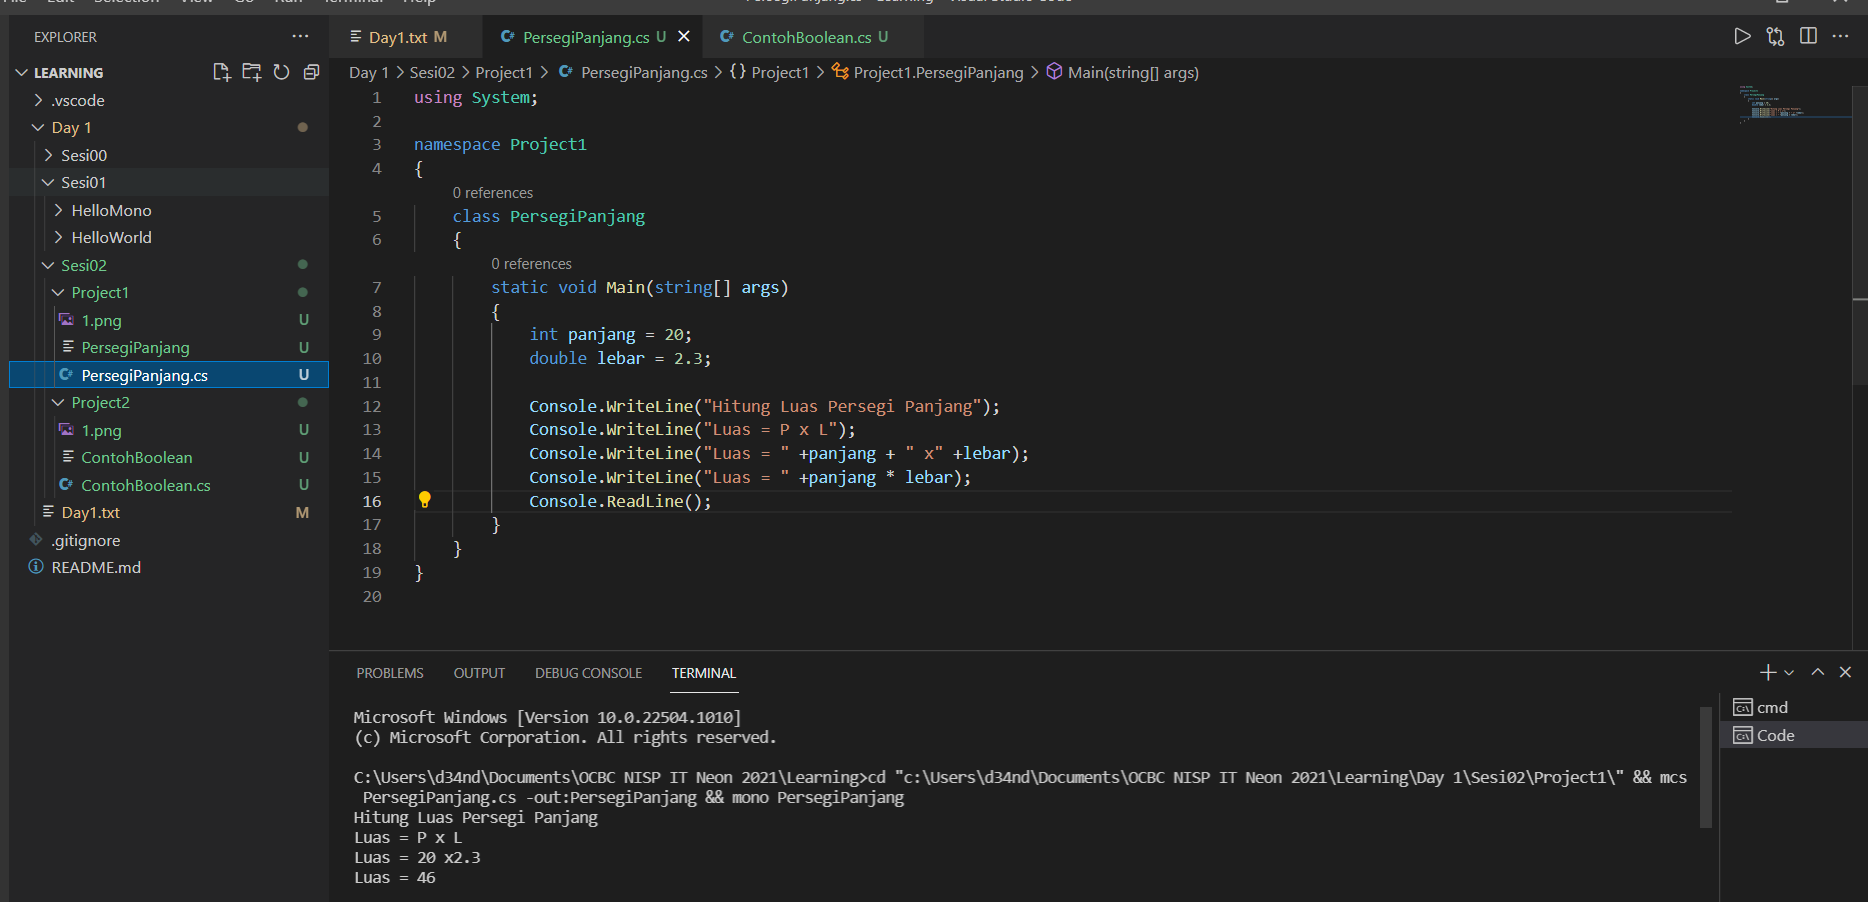 File Edit Selection View Go Run Terminal Help
EXPLORER
LEARNING
.vscode
Day 1
Sesi00
Sesi01
HelloMono
HelloWorld
Sesi02
Project1
1.png U
PersegiPanjang U
PersegiPanjang.cs U
Project2
1.png U
ContohBoolean U
ContohBoolean.cs U
Day1.txt M
.gitignore
README.md
Day1.txt M PersegiPanjang.cs U ContohBoolean.cs U
Day 1 > Sesi02 > Project1 > PersegiPanjang.cs > {} Project1 > Project1.PersegiPanjang > Main(string[] args)
1 using System;
2
3 namespace Project1
4 {
0 references
5 class PersegiPanjang
6 {
0 references
7 static void Main(string[] args)
8 {
9 int panjang = 20;
10 double lebar = 2.3;
11
12 Console.WriteLine("Hitung Luas Persegi Panjang");
13 Console.WriteLine("Luas = P x L");
14 Console.WriteLine("Luas = " +panjang + " x" +lebar);
15 Console.WriteLine("Luas = " +panjang * lebar);
16 Console.ReadLine();
17 }
18 }
19 }
20
PROBLEMS OUTPUT DEBUG CONSOLE TERMINAL
Microsoft Windows [Version 10.0.22504.1010]
(c) Microsoft Corporation. All rights reserved.
C:\Users\d34nd\Documents\OCBC NISP IT Neon 2021\Learning>cd "c:\Users\d34nd\Documents\OCBC NISP IT Neon 2021\Learning\Day 1\Sesi02\Project1\" && mcs
PersegiPanjang.cs -out:PersegiPanjang && mono PersegiPanjang
Hitung Luas Persegi Panjang
Luas = P x L
Luas = 20 x2.3
Luas = 46
cmd
Code